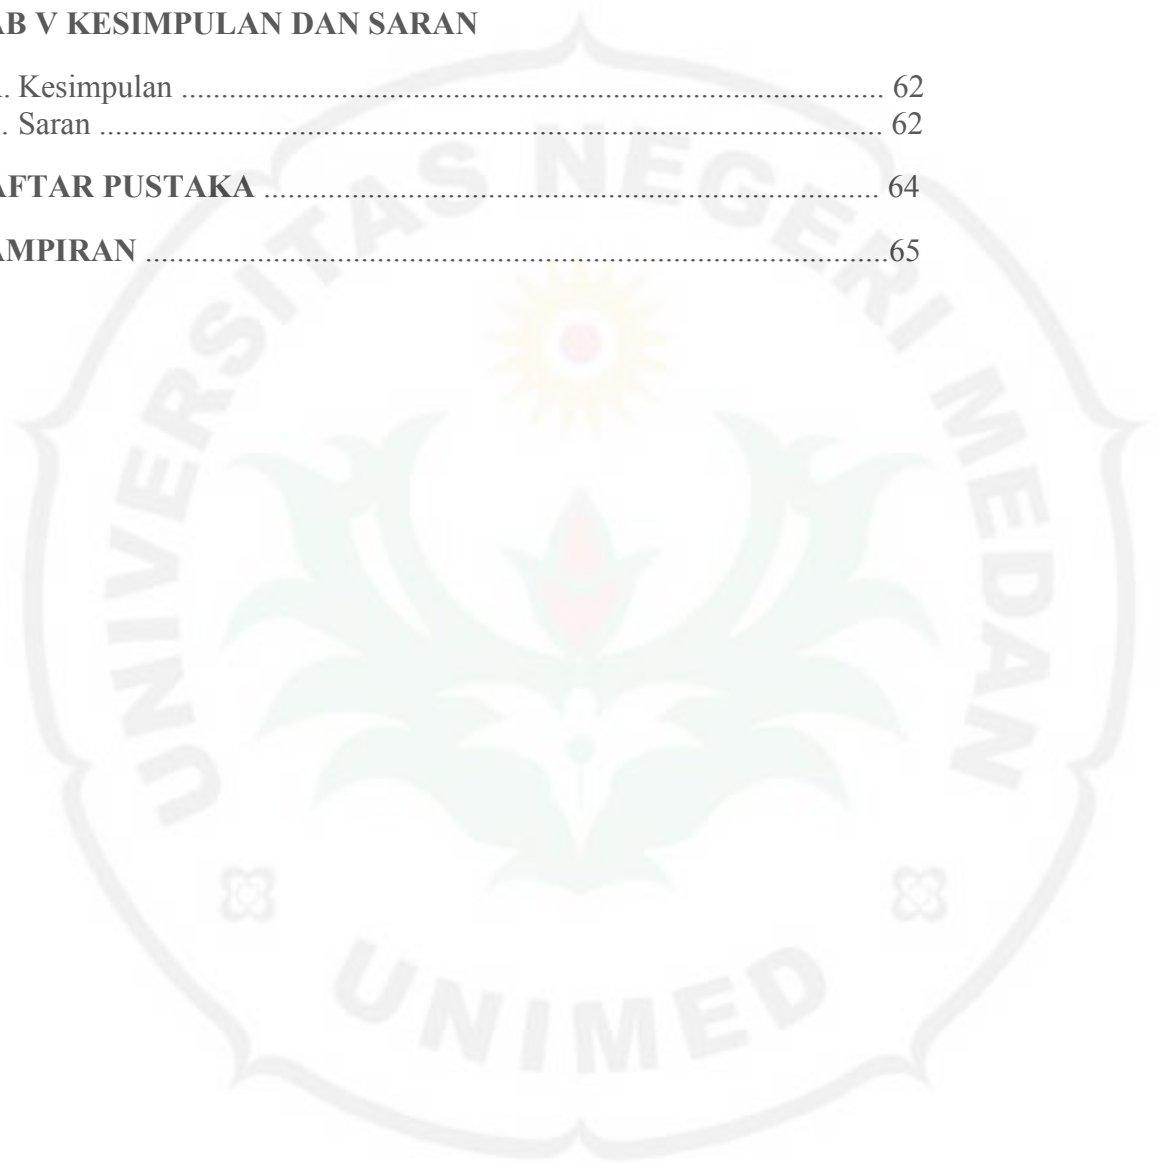 AB V KESIMPULAN DAN SARAN
. Kesimpulan ........................................................................... 62
. Saran .................................................................................... 62
AFTAR PUSTAKA .................................................................. 64
AMPIRAN ...............................................................................65
UNIVERSITAS NEGERI MEDAN
UNIMED